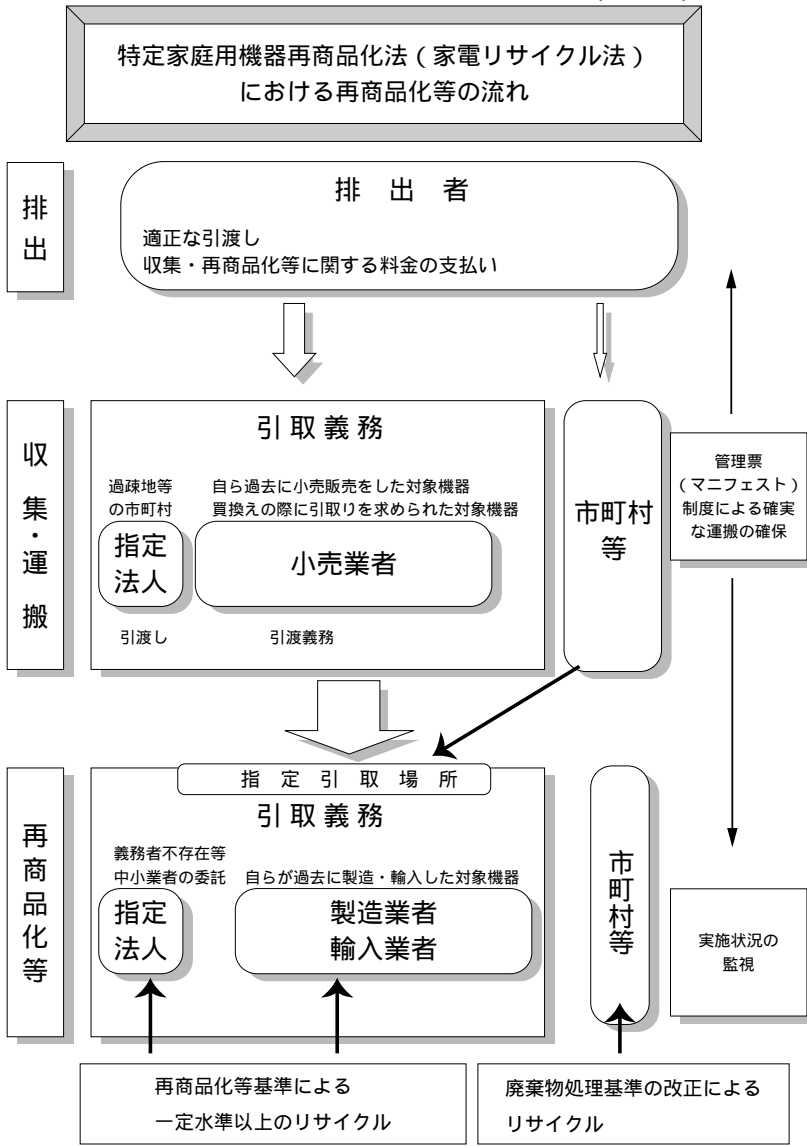 特定家庭用機器再商品化法（家電リサイクル法）
における再商品化等の流れ
排出
排　出　者
適正な引渡し
収集・再商品化等に関する料金の支払い
収集・運搬
引取義務
過疎地等
の市町村
自ら過去に小売販売をした対象機器
買換えの際に引取りを求められた対象機器
指定
法人
小売業者
引渡し
引渡義務
市町村
等
管理票
（マニフェスト）
制度による確実
な運搬の確保
再商品化等
指　定　引　取　場　所
引取義務
義務者不存在等
中小業者の委託
自らが過去に製造・輸入した対象機器
指定
法人
製造業者
輸入業者
市町村等
実施状況の
監視
再商品化等基準による
一定水準以上のリサイクル
廃棄物処理基準の改正による
リサイクル